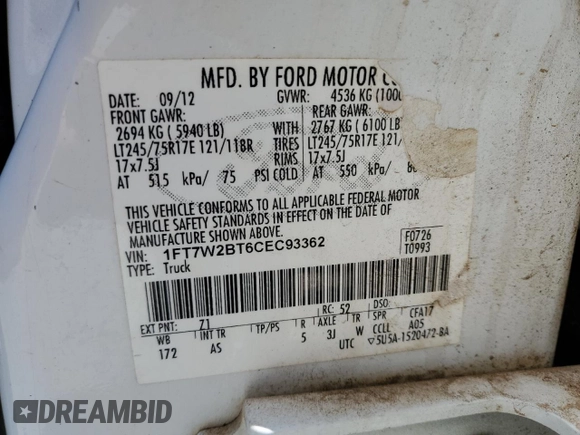 MFD. BY FORD MOTOR CO
DATE: 09/12 GVWR: 4536 KG (1000
FRONT GAWR: REAR GAWR:
2694 KG ( 5940 LB) WITH 2767 KG ( 6100 LB
LT245/75R17E 121/118R TIRES LT245/75R17E 121/
17x7.5J RIMS 17x7.5J
AT 515 kPa/ 75 PSI COLD AT 550 kPa/ 80
THIS VEHICLE CONFORMS TO ALL APPLICABLE FEDERAL MOTOR
VEHICLE SAFETY STANDARDS IN EFFECT ON THE DATE OF
MANUFACTURE SHOWN ABOVE.
VIN: 1FT7W2BT6CEC93362 F0726
TYPE: Truck T0993
EXT PNT: Z1 RC: 52 DSO:
WB INT TR TP/PS R AXLE TR SPR CFA17
172 AS 5 3J W CCLL A05
UTC 5U5A-1520472-BA
DREAMBID